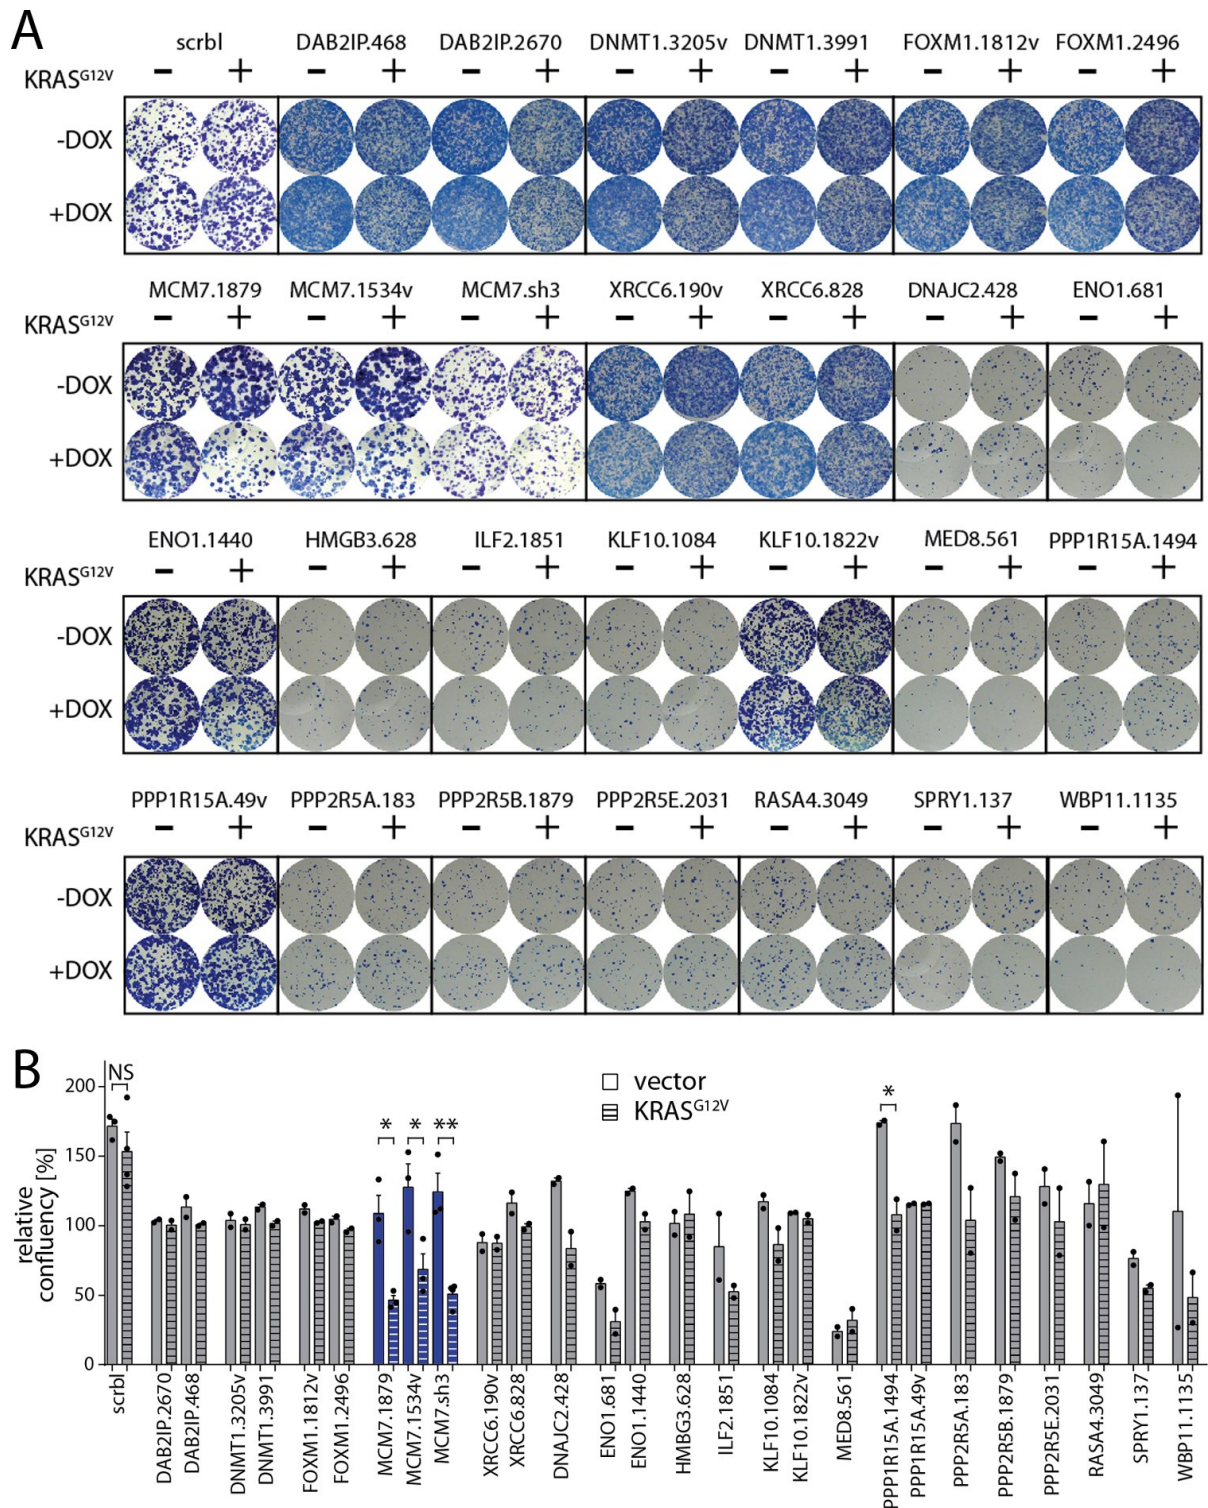 A
scrbl DAB2IP.468 DAB2IP.2670 DNMT1.3205v DNMT1.3991 FOXM1.1812v FOXM1.2496
KRASG12V − + − + − + − + − + − + − +
-DOX
+DOX
MCM7.1879 MCM7.1534v MCM7.sh3 XRCC6.190v XRCC6.828 DNAJC2.428 ENO1.681
KRASG12V − + − + − + − + − + − + − +
-DOX
+DOX
ENO1.1440 HMGB3.628 ILF2.1851 KLF10.1084 KLF10.1822v MED8.561 PPP1R15A.1494
KRASG12V − + − + − + − + − + − + − +
-DOX
+DOX
PPP1R15A.49v PPP2R5A.183 PPP2R5B.1879 PPP2R5E.2031 RASA4.3049 SPRY1.137 WBP11.1135
KRASG12V − + − + − + − + − + − + − +
-DOX
+DOX
B
relative
confluency [%]
200
150
100
50
0
NS
* * **
*
vector
KRASG12V
scrbl
DAB2IP.2670
DAB2IP.468
DNMT1.3205v
DNMT1.3991
FOXM1.1812v
FOXM1.2496
MCM7.1879
MCM7.1534v
MCM7.sh3
XRCC6.190v
XRCC6.828
DNAJC2.428
ENO1.681
ENO1.1440
HMBG3.628
ILF2.1851
KLF10.1084
KLF10.1822v
MED8.561
PPP1R15A.1494
PPP1R15A.49v
PPP2R5A.183
PPP2R5B.1879
PPP2R5E.2031
RASA4.3049
SPRY1.137
WBP11.1135